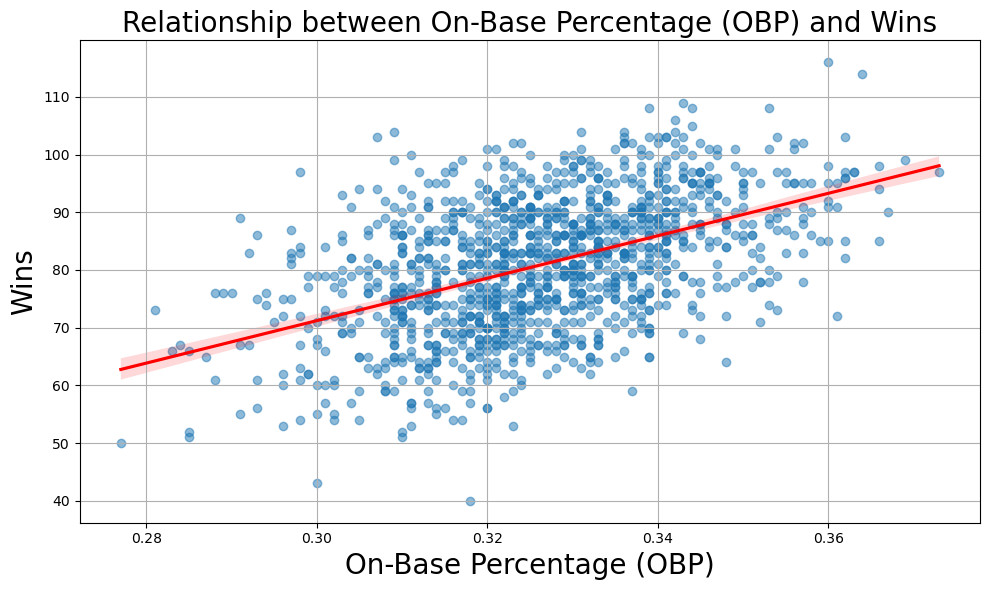 Relationship between On-Base Percentage (OBP) and Wins
110
100
90
80
70
60
50
40
Wins
0.28 0.30 0.32 0.34 0.36
On-Base Percentage (OBP)